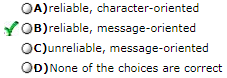 A)reliable, character-oriented
B)reliable, message-oriented
C)unreliable, message-oriented
D)None of the choices are correct